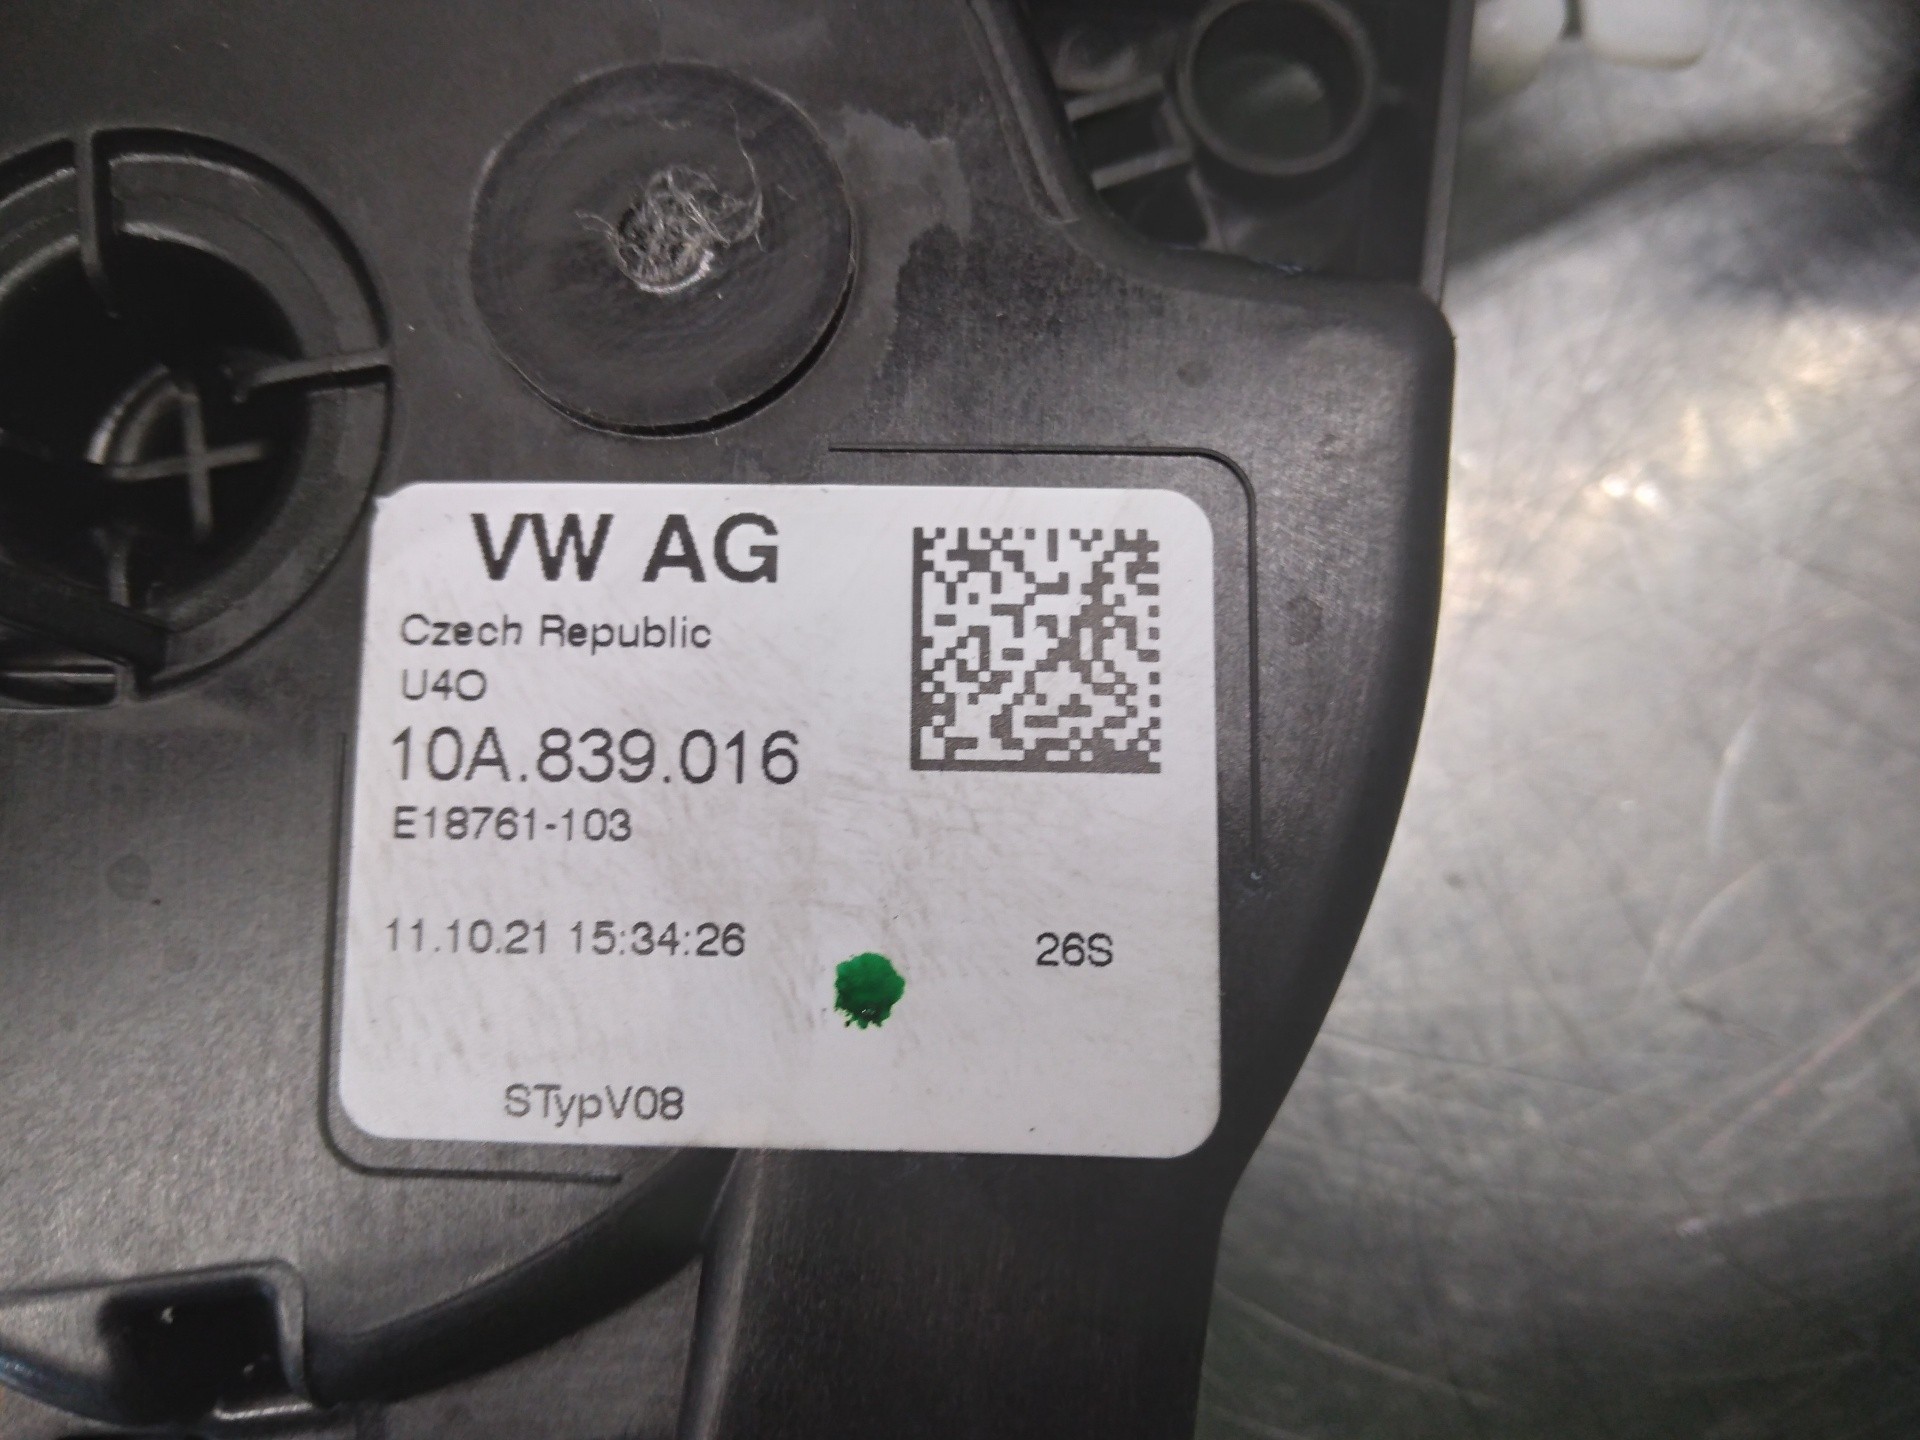 VW AG
Czech Republic
U4O
10A.839.016
E18761-103
11.10.21 15:34:26
26S
STypV08